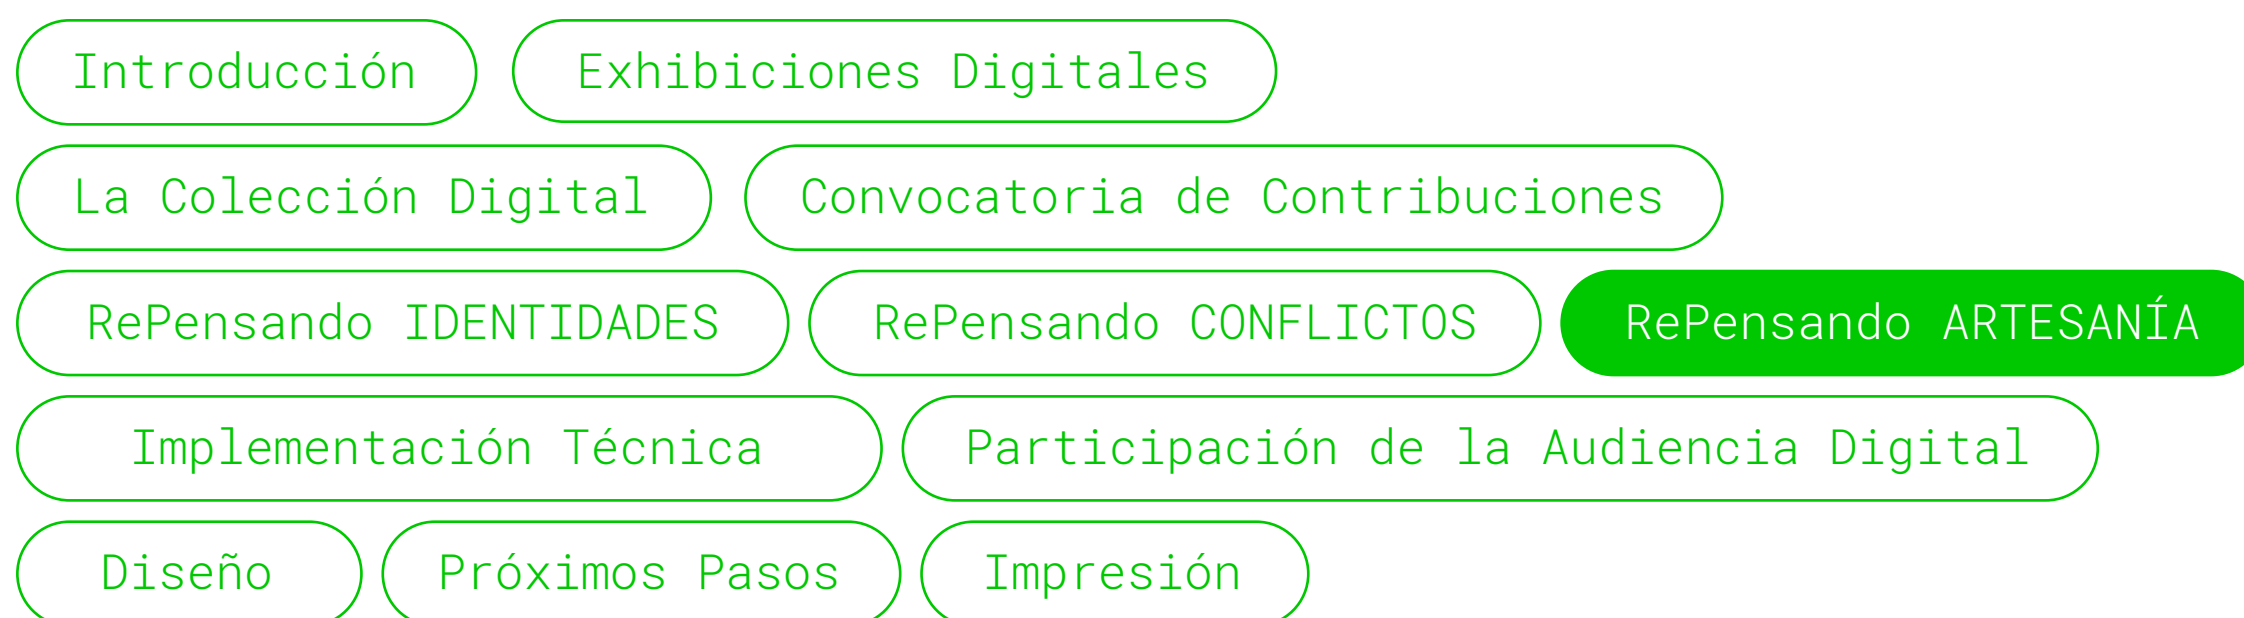 Introducción Exhibiciones Digitales
La Colección Digital Convocatoria de Contribuciones
RePensando IDENTIDADES RePensando CONFLICTOS RePensando ARTESANÍA
Implementación Técnica Participación de la Audiencia Digital
Diseño Próximos Pasos Impresión